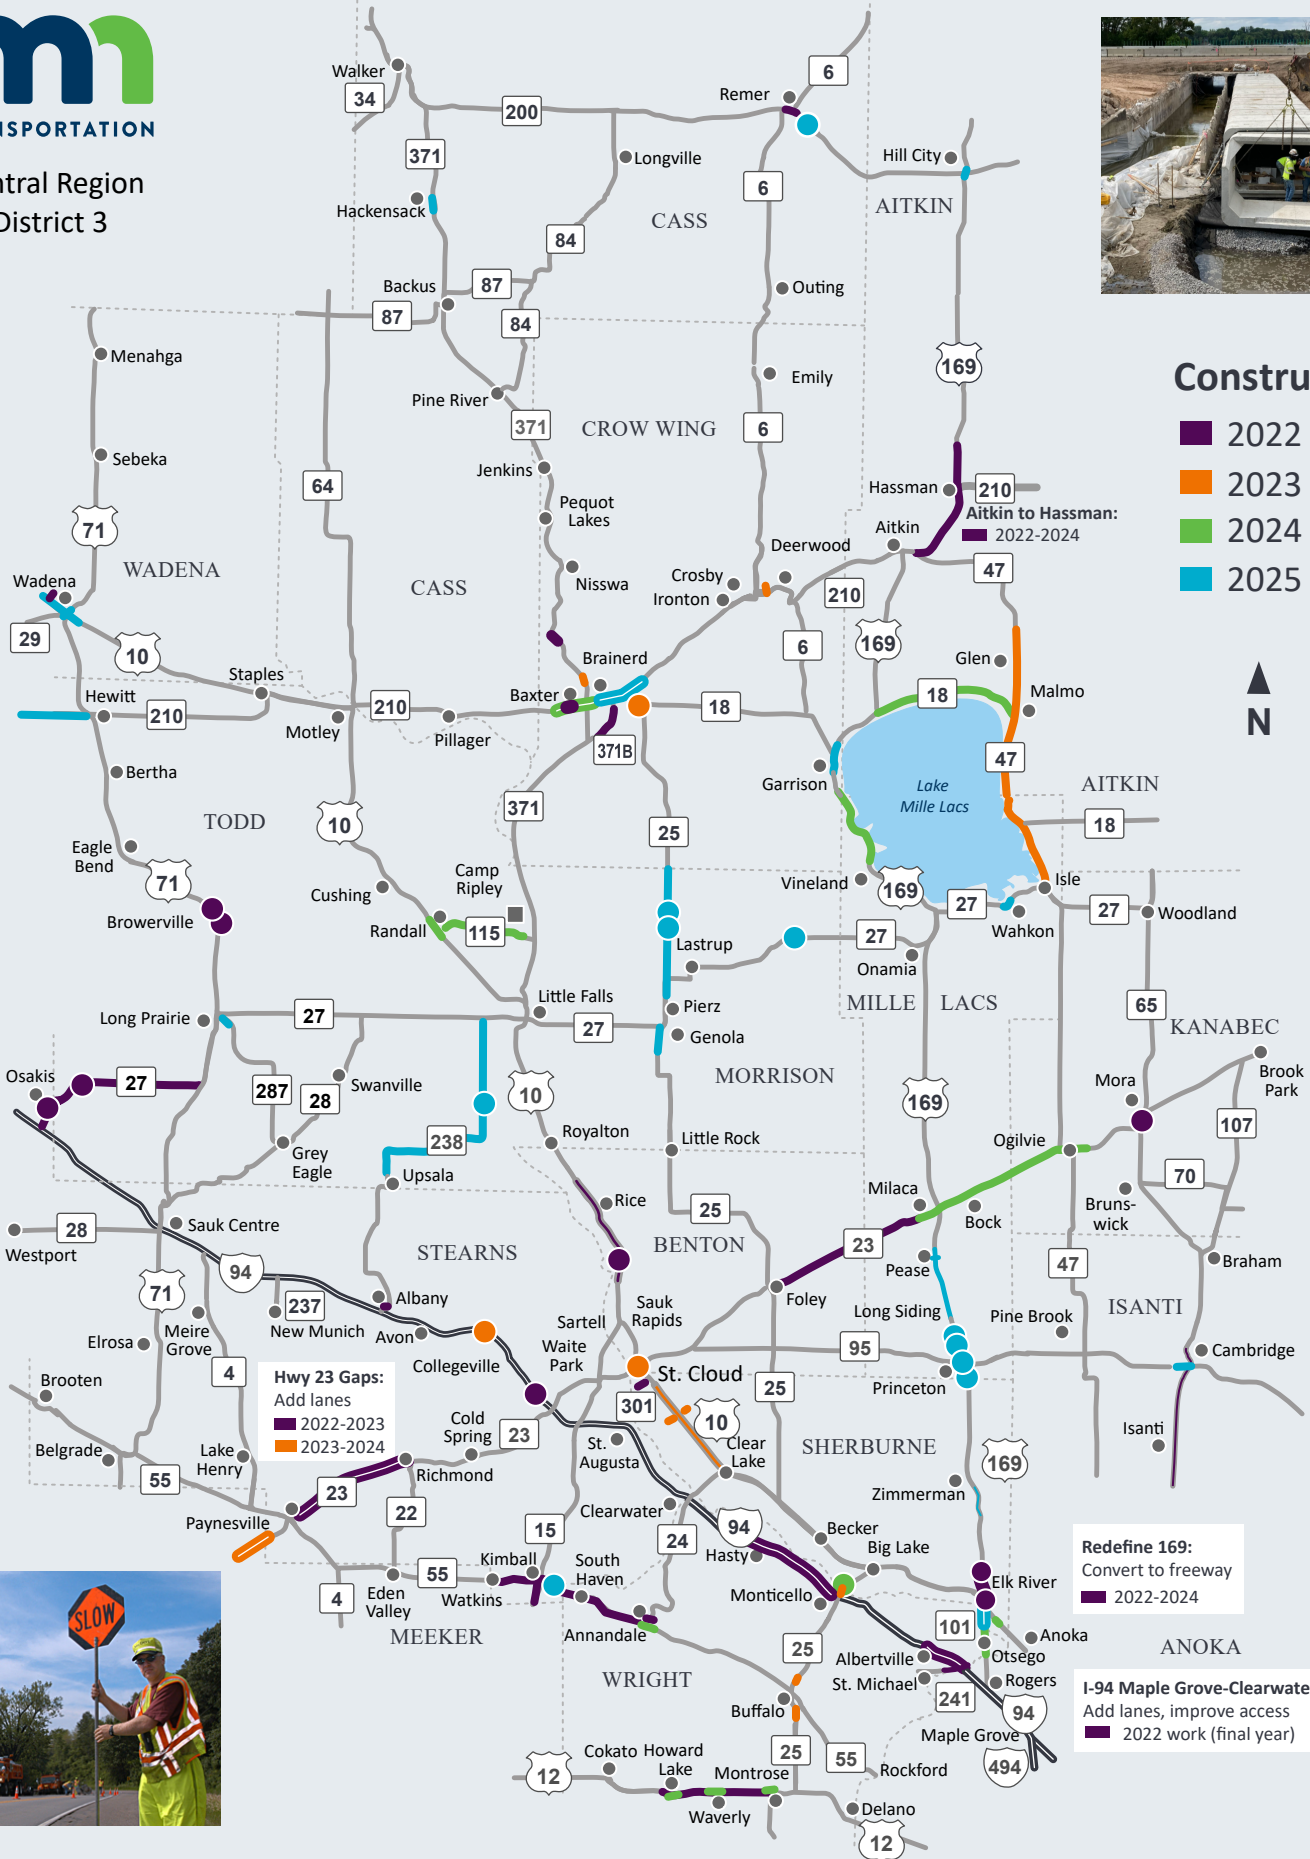 NSPORTATION
ntral Region
District 3
Walker
34
200
371
Hackensack
Longville
Remer
6
Hill City
AITKIN
CASS
6
84
87
Backus
87
84
Outing
169
Menahga
Pine River
371
CROW WING
Emily
6
Constru
2022
2023
2024
2025
Sebeka
64
Jenkins
Pequot
Lakes
Hassman
210
Aitkin to Hassman:
2022-2024
Aitkin
71
WADENA
CASS
Nisswa
Deerwood
Crosby
Ironton
210
47
Wadena
29
10
6
169
Glen
Staples
Brainerd
Baxter
18
Malmo
N
Hewitt
210
Motley
210
Pillager
371B
18
47
Garrison
Lake
Mille Lacs
AITKIN
18
Bertha
TODD
10
371
25
Eagle
Bend
71
Cushing
Camp
Ripley
Vineland
169
Isle
27
27
Woodland
Browerville
Randall
115
Lastrup
27
Wahkon
Onamia
Long Prairie
27
Little Falls
27
Pierz
Genola
MILLE LACS
65
KANABEC
Osakis
27
287
28
Swanville
10
MORRISON
169
Mora
Brook
Park
107
238
Royalton
Little Rock
Ogilvie
Grey
Eagle
Upsala
70
Rice
25
Milaca
Bock
Bruns-
wick
28
Westport
Sauk Centre
STEARNS
BENTON
23
Pease
47
Braham
94
71
237
New Munich
Albany
Avon
Foley
Sauk
Rapids
Sartell
Long Siding
Pine Brook
ISANTI
Elrosa
Meire
Grove
Collegeville
Waite
Park
95
Cambridge
Brooten
4
Hwy 23 Gaps:
Add lanes
2022-2023
2023-2024
St. Cloud
25
Princeton
301
10
Cold
Spring
23
Belgrade
Lake
Henry
St.
Augusta
Clear
Lake
SHERBURNE
Isanti
169
55
23
Richmond
Zimmerman
Paynesville
22
15
Clearwater
24
94
Hasty
Becker
Big Lake
Redefine 169:
Convert to freeway
2022-2024
Kimball
South
Haven
4
Eden
Valley
55
Watkins
Monticello
Elk River
SLOW
MEEKER
Annandale
101
Anoka
ANOKA
25
Albertville
Otsego
WRIGHT
St. Michael
Rogers
241
I-94 Maple Grove-Clearwate
Add lanes, improve access
2022 work (final year)
Buffalo
94
Maple Grove
494
12
Cokato
Howard
Lake
25
Montrose
55
Rockford
Waverly
Delano
12